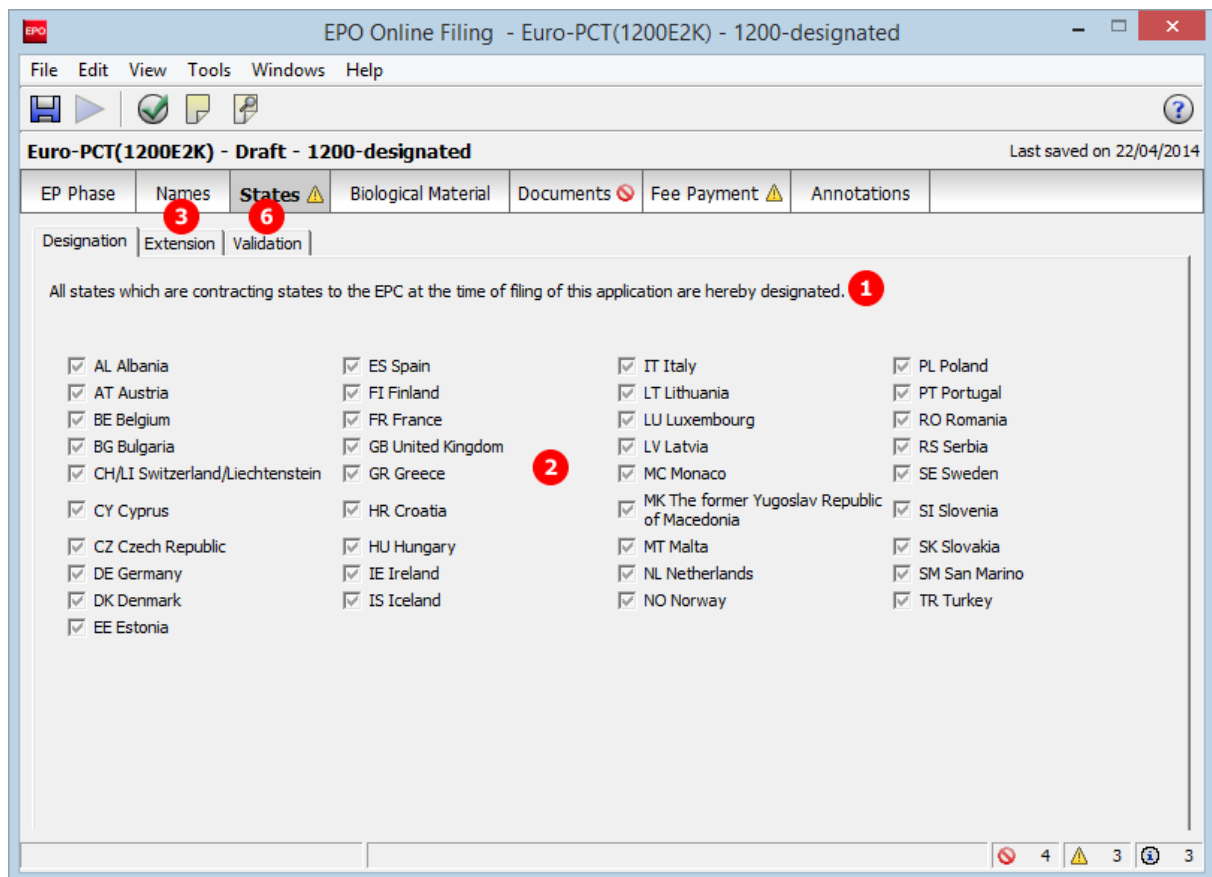 EPO EPO Online Filing - Euro-PCT(1200E2K) - 1200-designated
File Edit View Tools Windows Help
Euro-PCT(1200E2K) - Draft - 1200-designated Last saved on 22/04/2014
EP Phase Names States Biological Material Documents Fee Payment Annotations
3 6
Designation Extension Validation
All states which are contracting states to the EPC at the time of filing of this application are hereby designated. 1
AL Albania ES Spain IT Italy PL Poland
AT Austria FI Finland LT Lithuania PT Portugal
BE Belgium FR France LU Luxembourg RO Romania
BG Bulgaria GB United Kingdom LV Latvia RS Serbia
CH/LI Switzerland/Liechtenstein GR Greece 2 MC Monaco SE Sweden
CY Cyprus HR Croatia MK The former Yugoslav Republic SI Slovenia
of Macedonia
CZ Czech Republic HU Hungary MT Malta SK Slovakia
DE Germany IE Ireland NL Netherlands SM San Marino
DK Denmark IS Iceland NO Norway TR Turkey
EE Estonia
4 3 3